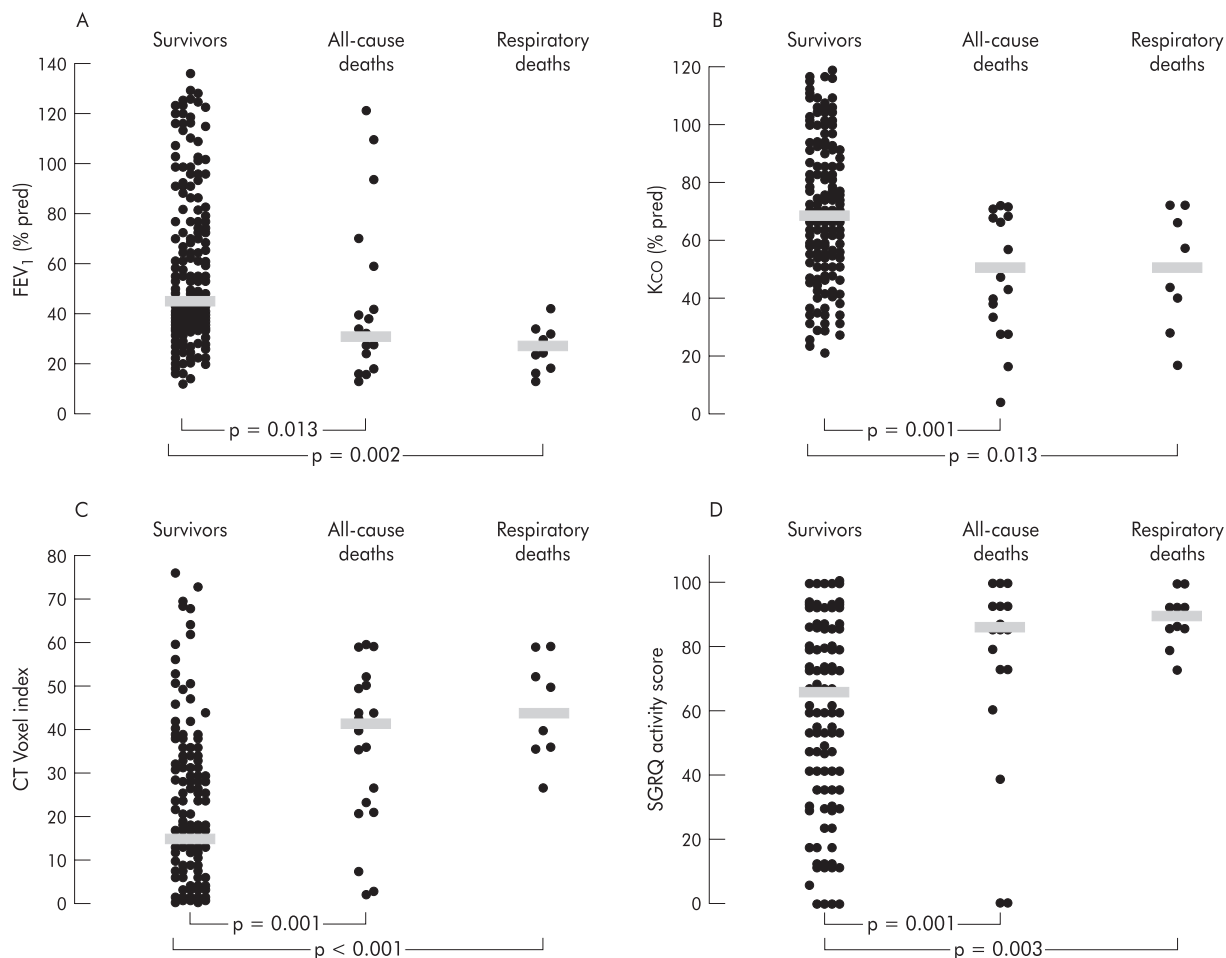 A
Survivors
All-cause
deaths
Respiratory
deaths
140
120
100
80
60
40
20
0
FEV1 (% pred)
p = 0.013
p = 0.002
B
Survivors
All-cause
deaths
Respiratory
deaths
120
100
80
60
40
20
0
KCO (% pred)
p = 0.001
p = 0.013
C
Survivors
All-cause
deaths
Respiratory
deaths
80
70
60
50
40
30
20
10
0
CT Voxel index
p = 0.001
p < 0.001
D
Survivors
All-cause
deaths
Respiratory
deaths
100
80
60
40
20
0
SGRQ activity score
p = 0.001
p = 0.003